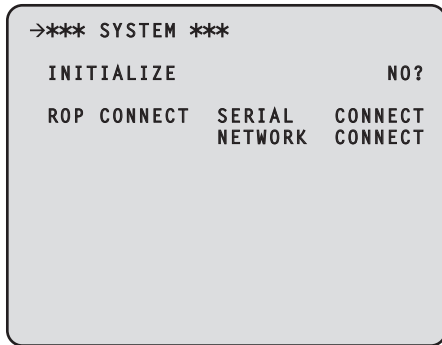 →*** SYSTEM ***
INITIALIZE NO?
ROP CONNECT SERIAL CONNECT
NETWORK CONNECT